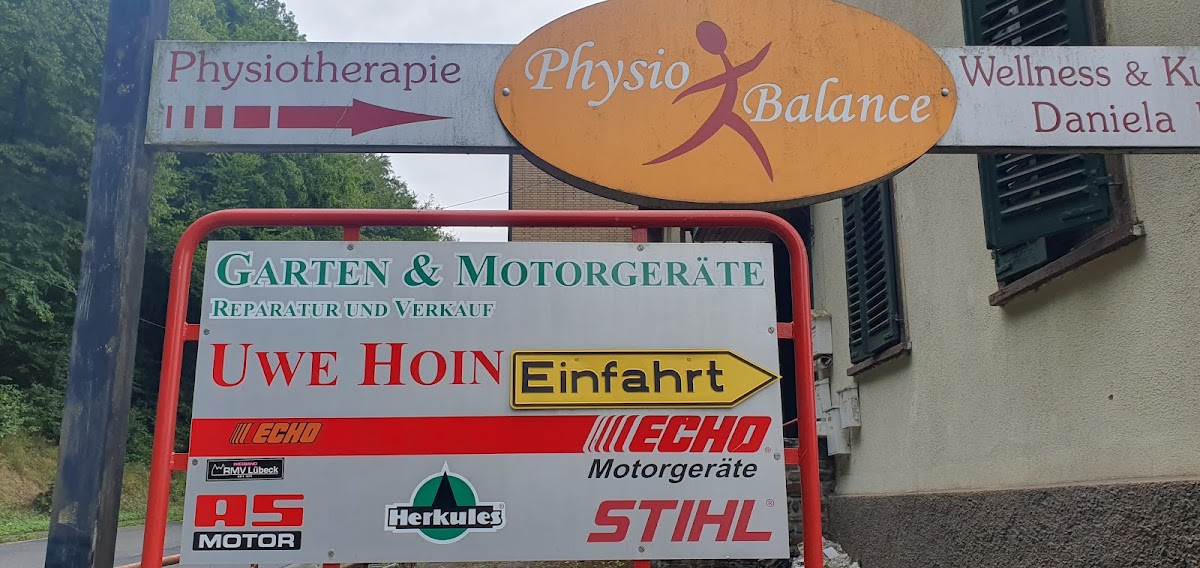 Physiotherapie
Physio
Balance
Wellness &
Daniela
GARTEN & MOTORGERÄTE
REPARATUR UND VERKAUF
UWE HOIN
Einfahrt
ECHO
ECHO
Motorgeräte
RMV Lübeck
AS
MOTOR
Herkules
STIHL